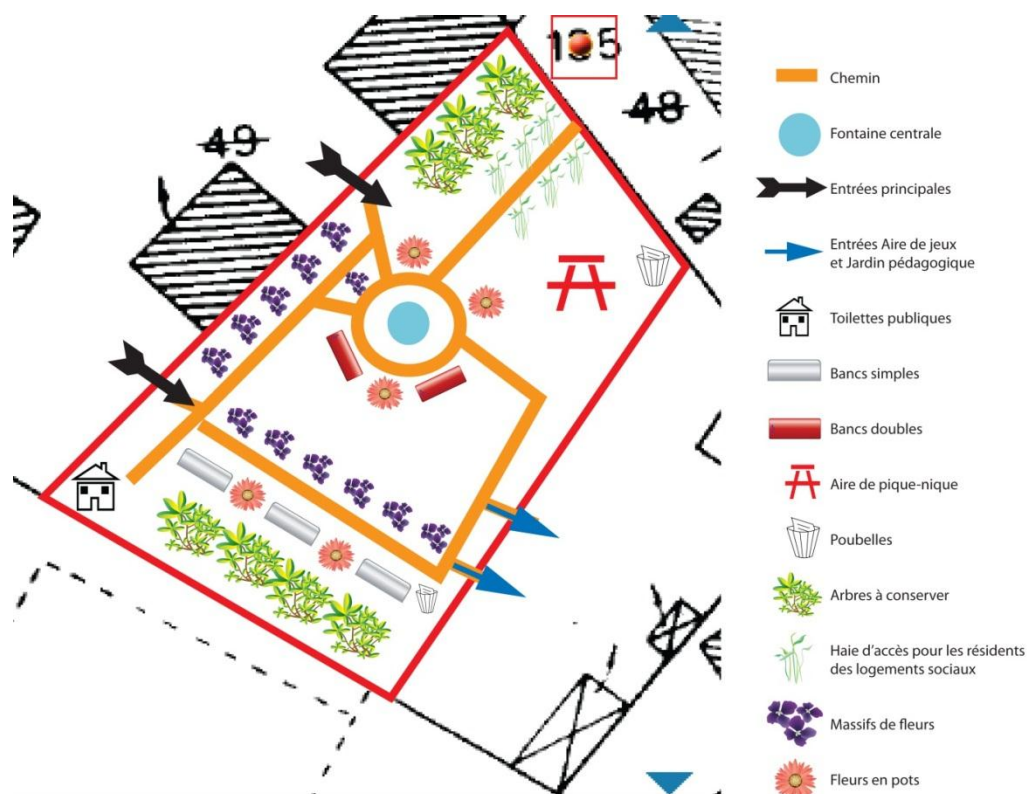 105
49
48
Chemin
Fontaine centrale
Entrées principales
Entrées Aire de jeux
et Jardin pédagogique
Toilettes publiques
Bancs simples
Bancs doubles
Aire de pique-nique
Poubelles
Arbres à conserver
Haie d'accès pour les résidents
des logements sociaux
Massifs de fleurs
Fleurs en pots